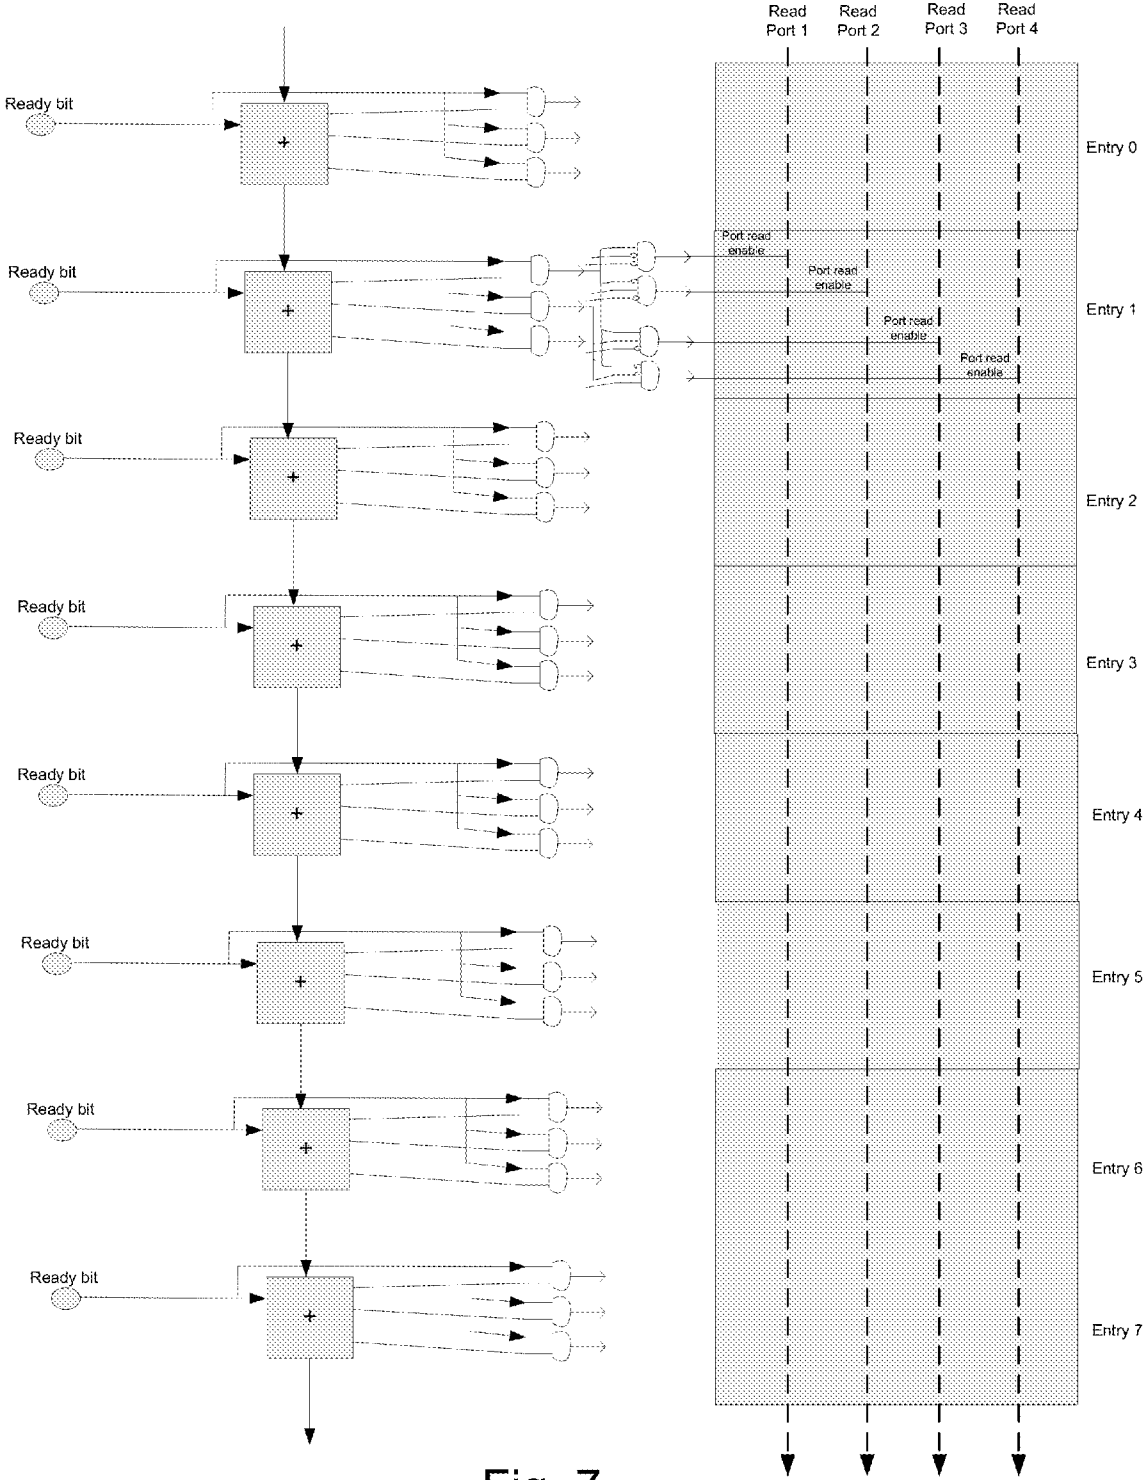 Read
Port 1
Read
Port 2
Read
Port 3
Read
Port 4
Ready bit
+
Entry 0
Ready bit
+
Port read
enable
Port read
enable
Port read
enable
Port read
enable
Entry 1
Ready bit
+
Entry 2
Ready bit
+
Entry 3
Ready bit
+
Entry 4
Ready bit
+
Entry 5
Ready bit
+
Entry 6
Ready bit
+
Entry 7